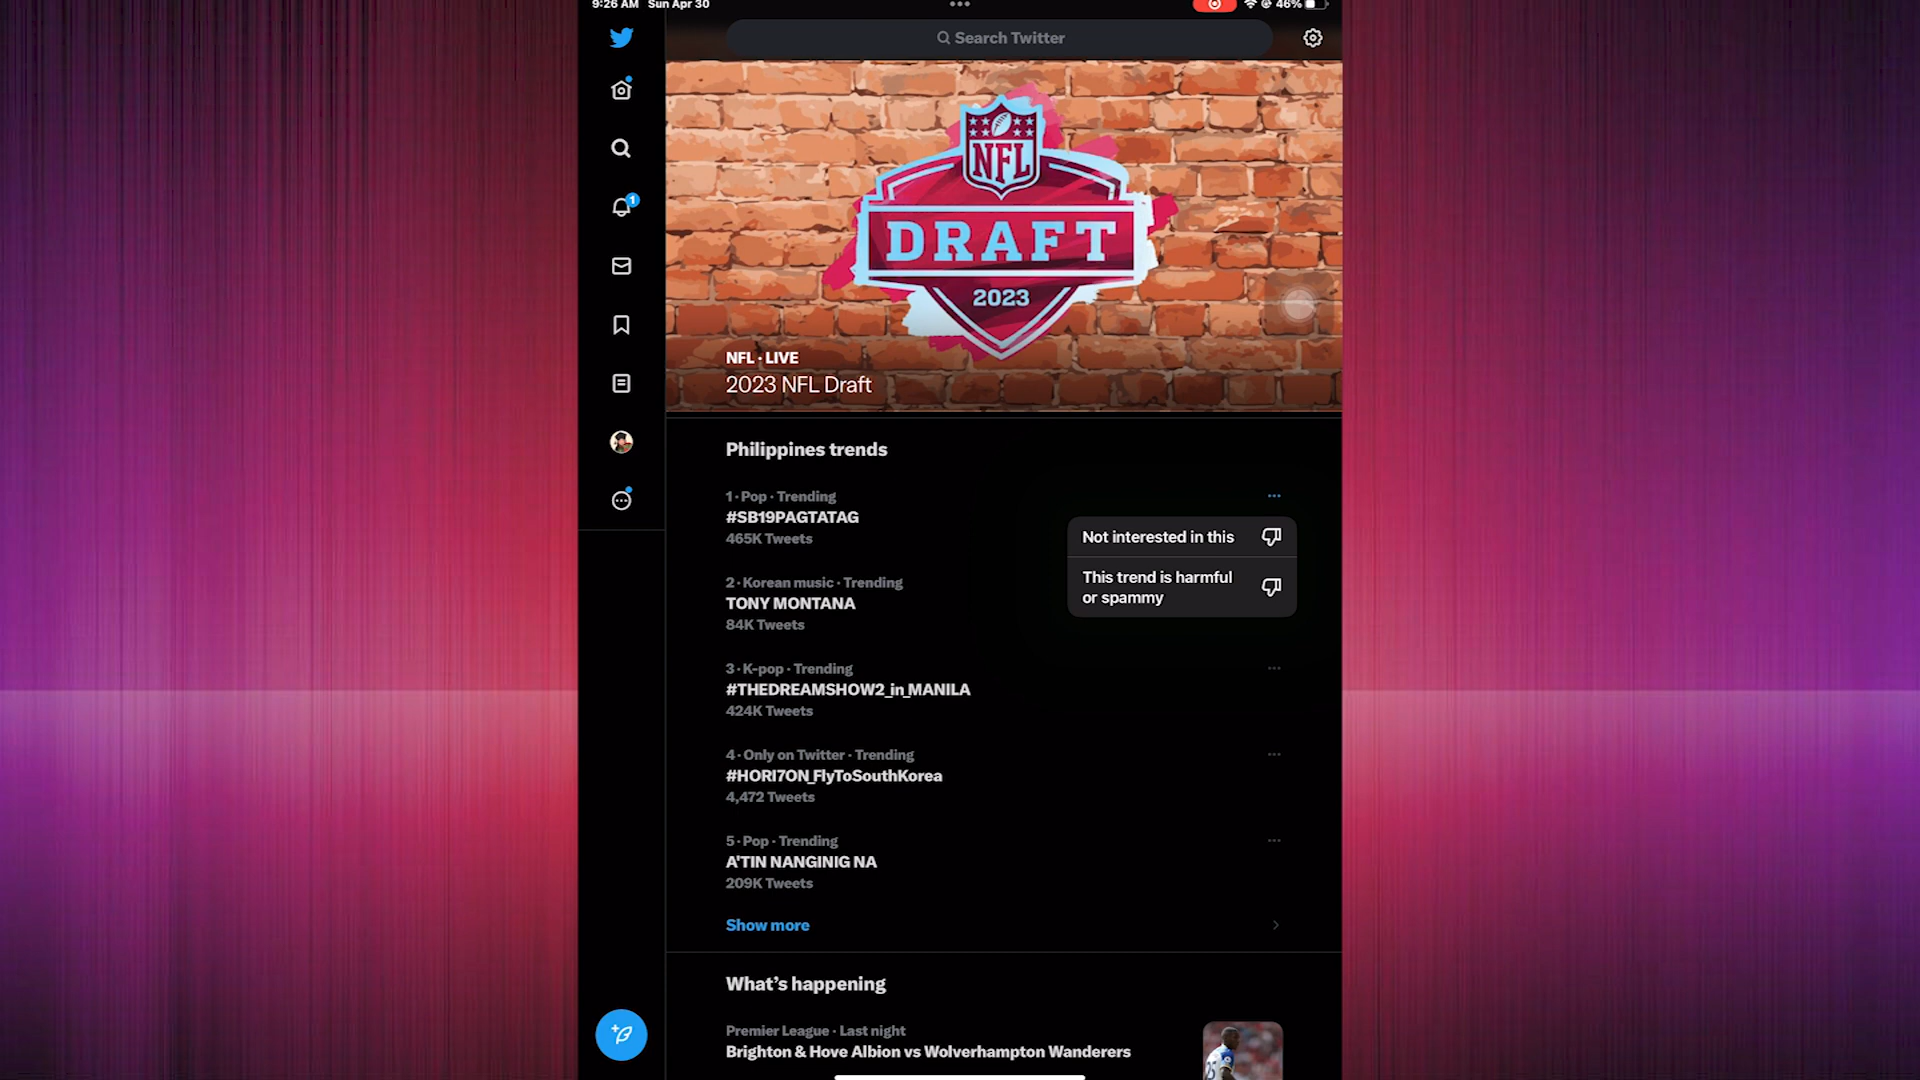 9:26 AM Sun Apr 30
46%
Search Twitter
1
NFL
DRAFT
2023
NFL · LIVE
2023 NFL Draft
Philippines trends
1 · Pop · Trending
#SB19PAGTATAG
465K Tweets
Not interested in this
This trend is harmful
or spammy
2 · Korean music · Trending
TONY MONTANA
84K Tweets
3 · K-pop · Trending
#THEDREAMSHOW2_in_MANILA
424K Tweets
4 · Only on Twitter · Trending
#HORI7ON_FlyToSouthKorea
4,472 Tweets
5 · Pop · Trending
A'TIN NANGINIG NA
209K Tweets
Show more
What's happening
Premier League · Last night
Brighton & Hove Albion vs Wolverhampton Wanderers
25